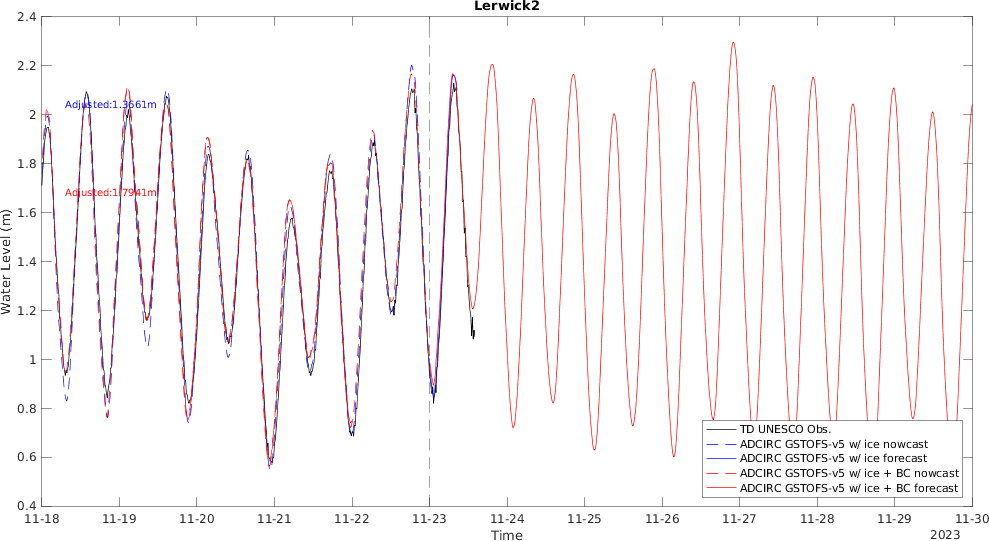 Lerwick2
2.4
2.2
2
1.8
1.6
1.4
1.2
1
0.8
0.6
0.4
Water Level (m)
Adjusted:1.3661m
Adjusted:1.7941m
TD UNESCO Obs.
ADCIRC GSTOFS-v5 w/ ice nowcast
ADCIRC GSTOFS-v5 w/ ice forecast
ADCIRC GSTOFS-v5 w/ ice + BC nowcast
ADCIRC GSTOFS-v5 w/ ice + BC forecast
11-18 11-19 11-20 11-21 11-22 11-23 11-24 11-25 11-26 11-27 11-28 11-29 11-30
Time
2023